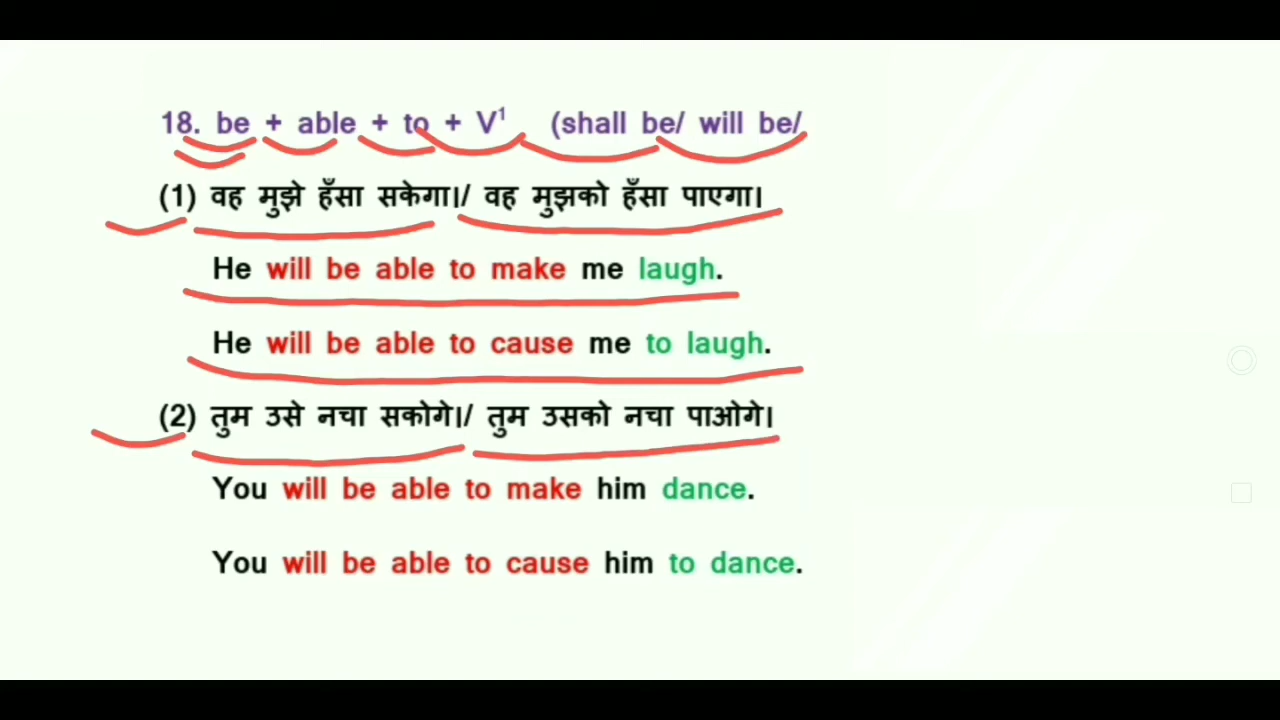 18. be + able + to + V¹ (shall be/ will be/
(1) वह मुझे हँसा सकेगा।/ वह मुझको हँसा पाएगा।
He will be able to make me laugh.
He will be able to cause me to laugh.
(2) तुम उसे नचा सकोगे।/ तुम उसको नचा पाओगे।
You will be able to make him dance.
You will be able to cause him to dance.